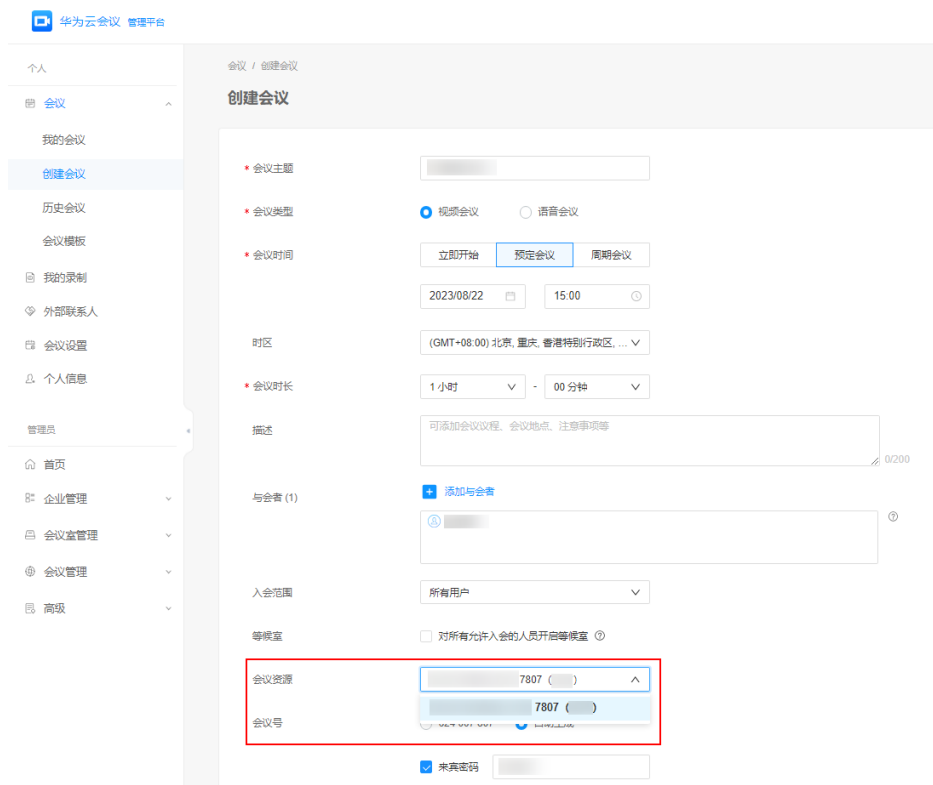 华为云会议 管理平台
个人
会议
我的会议
创建会议
历史会议
会议模板
我的录制
外部联系人
会议设置
个人信息
管理员
首页
企业管理
会议室管理
会议管理
高级
会议 / 创建会议
创建会议
* 会议主题
* 会议类型 视频会议 语音会议
* 会议时间 立即开始 预定会议 周期会议
2023/08/22 15:00
时区 (GMT+08:00) 北京, 重庆, 香港特别行政区, ...
* 会议时长 1 小时 - 00 分钟
描述 可添加会议议程、会议地点、注意事项等
0/200
与会者 (1) 添加与会者
入会范围 所有用户
等候室 对所有允许入会的人员开启等候室
会议资源 7807 ( )
7807 ( )
会议号
来宾密码